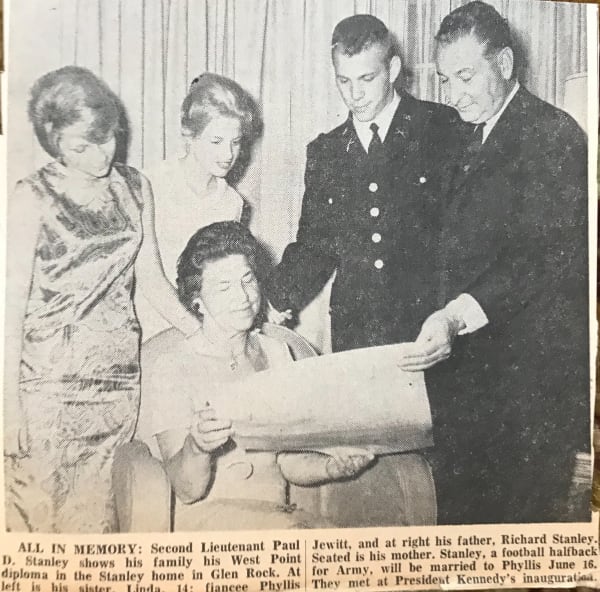 ALL IN MEMORY: Second Lieutenant Paul
D. Stanley shows his family his West Point
diploma in the Stanley home in Glen Rock. At
left is his sister, Linda, 14; fiancee Phyllis
Jewitt, and at right his father, Richard Stanley.
Seated is his mother. Stanley, a football halfback
for Army, will be married to Phyllis June 16.
They met at President Kennedy's inauguration.